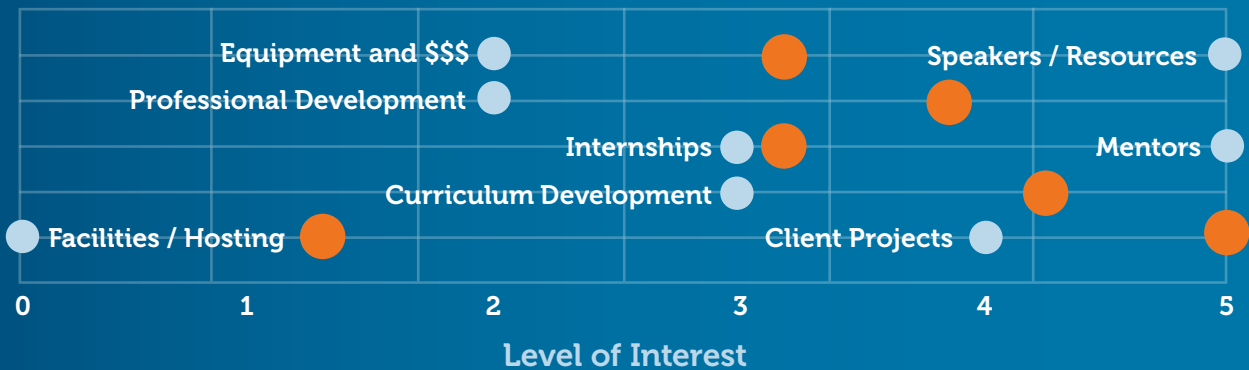 Equipment and $$$
Speakers / Resources
Professional Development
Internships
Mentors
Curriculum Development
Facilities / Hosting
Client Projects
0 1 2 3 4 5
Level of Interest